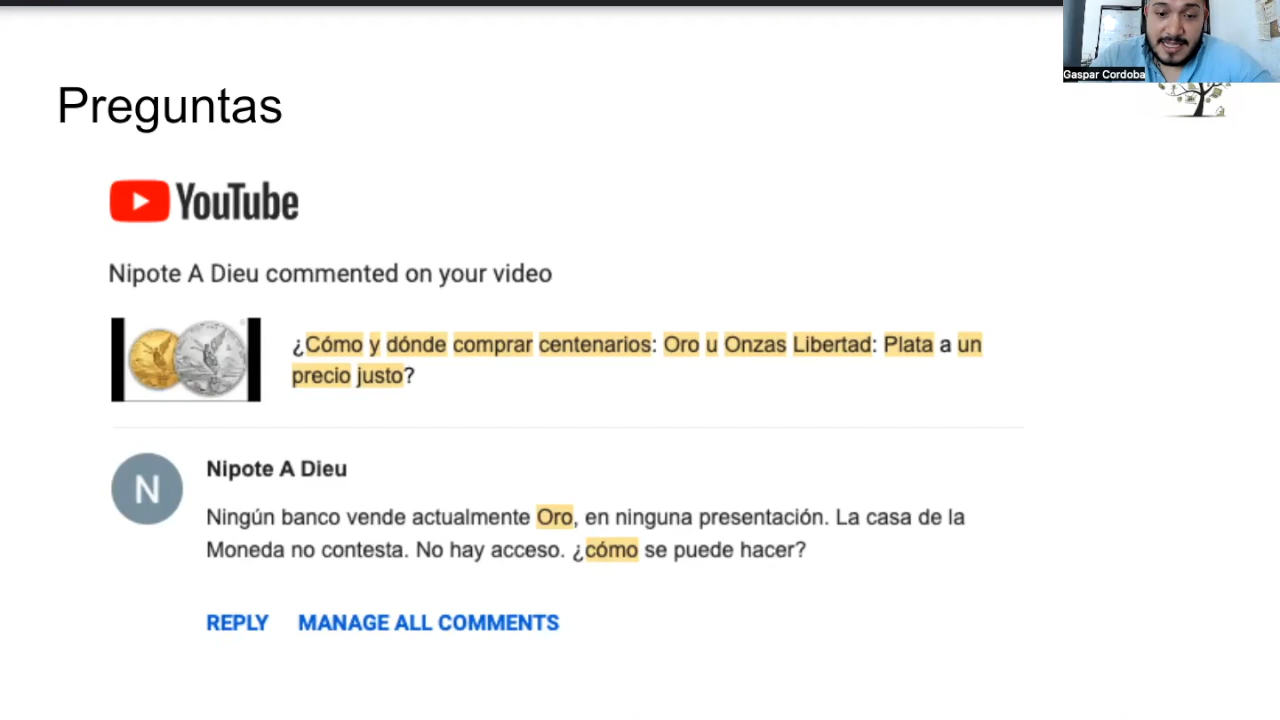 Gaspar Cordoba
Preguntas
YouTube
Nipote A Dieu commented on your video
¿Cómo y dónde comprar centenarios: Oro u Onzas Libertad: Plata a un
precio justo?
N
Nipote A Dieu
Ningún banco vende actualmente Oro, en ninguna presentación. La casa de la
Moneda no contesta. No hay acceso. ¿cómo se puede hacer?
REPLY MANAGE ALL COMMENTS